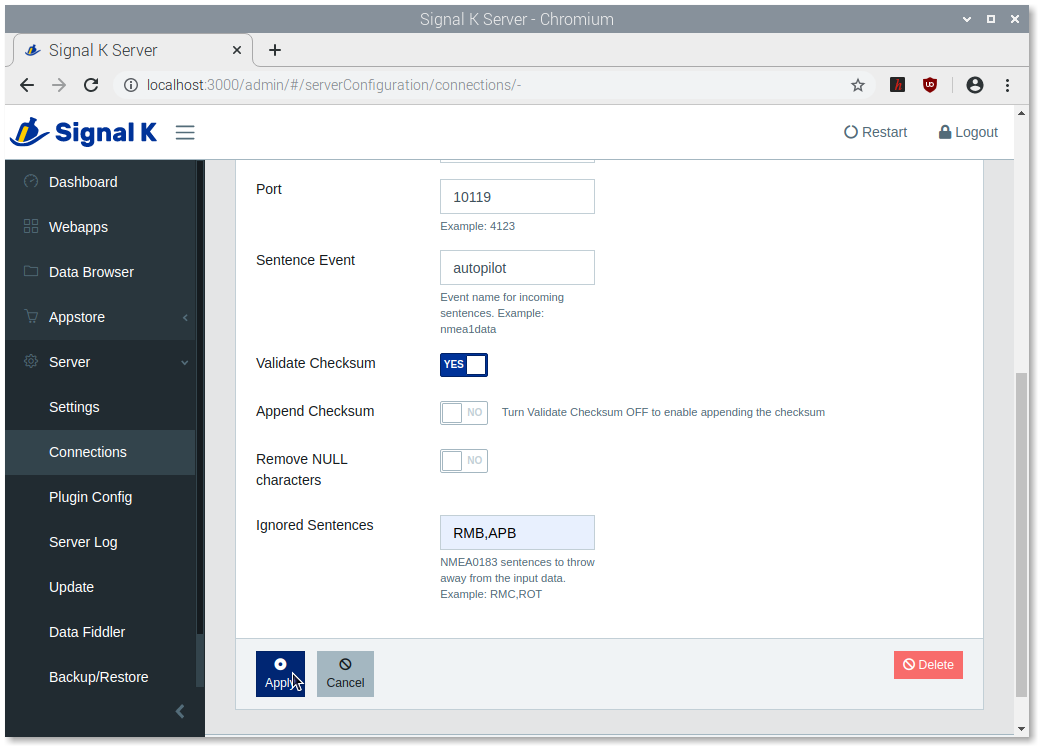 Signal K Server - Chromium
Signal K Server
localhost:3000/admin/#/serverConfiguration/connections/-
Signal K
Restart
Logout
Dashboard
Webapps
Data Browser
Appstore
Server
Settings
Connections
Plugin Config
Server Log
Update
Data Fiddler
Backup/Restore
Port
10119
Example: 4123
Sentence Event
autopilot
Event name for incoming
sentences. Example:
nmea1data
Validate Checksum
YES
Append Checksum
NO
Turn Validate Checksum OFF to enable appending the checksum
Remove NULL
characters
NO
Ignored Sentences
RMB,APB
NMEA0183 sentences to throw
away from the input data.
Example: RMC,ROT
Apply
Cancel
Delete